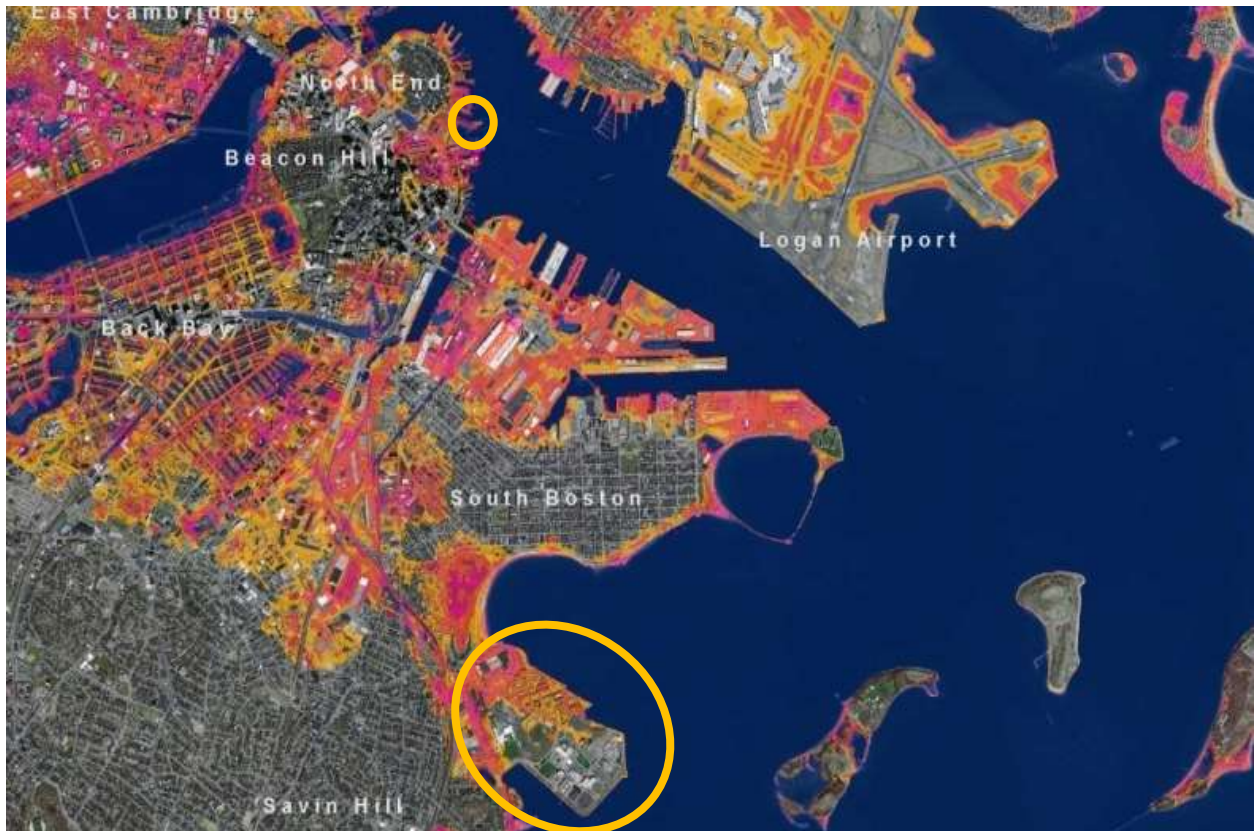 East Cambridge
North End
Beacon Hill
Logan Airport
Back Bay
South Boston
Savin Hill